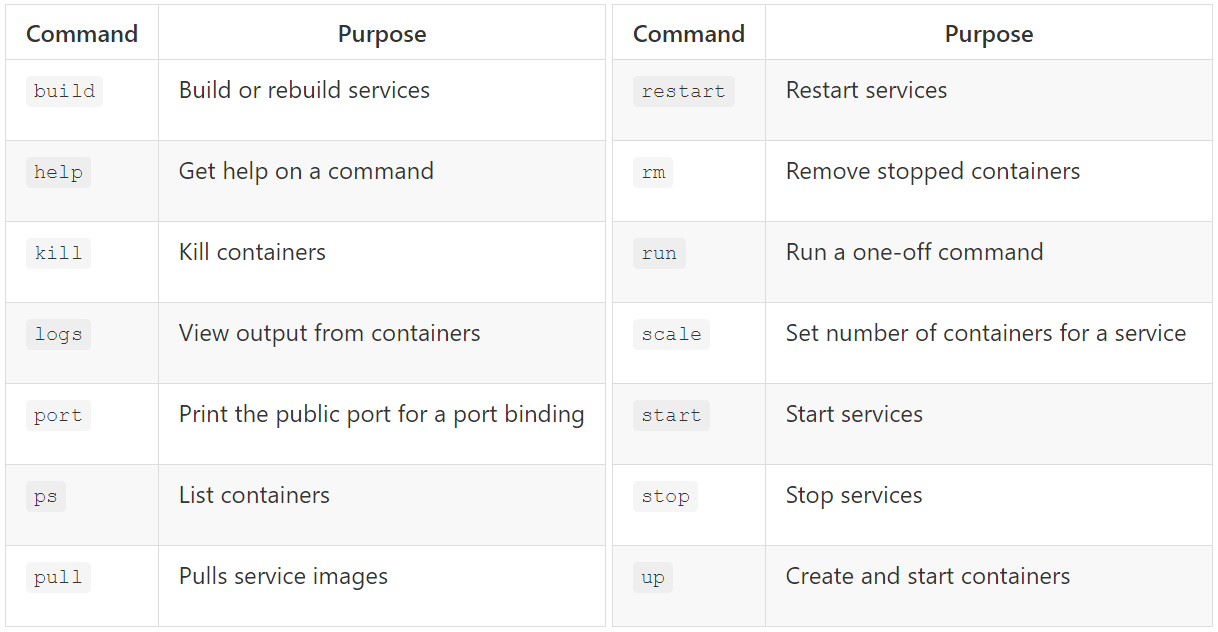 Command Purpose
build Build or rebuild services
help Get help on a command
kill Kill containers
logs View output from containers
port Print the public port for a port binding
ps List containers
pull Pulls service images
Command Purpose
restart Restart services
rm Remove stopped containers
run Run a one-off command
scale Set number of containers for a service
start Start services
stop Stop services
up Create and start containers